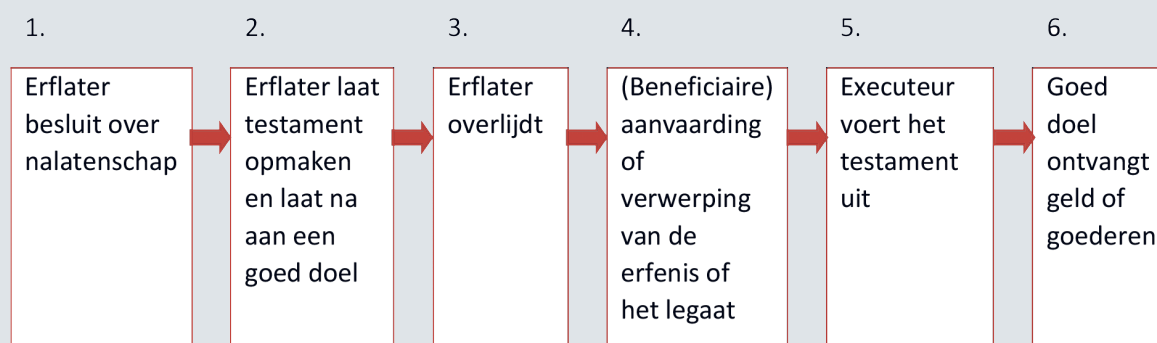 1.
Erflater
besluit over
nalatenschap
2.
Erflater laat
testament
opmaken
en laat na
aan een
goed doel
3.
Erflater
overlijdt
4.
(Beneficiaire)
aanvaarding
of
verwerping
van de
erfenis of
het legaat
5.
Executeur
voert het
testament
uit
6.
Goed
doel
ontvangt
geld of
goederen